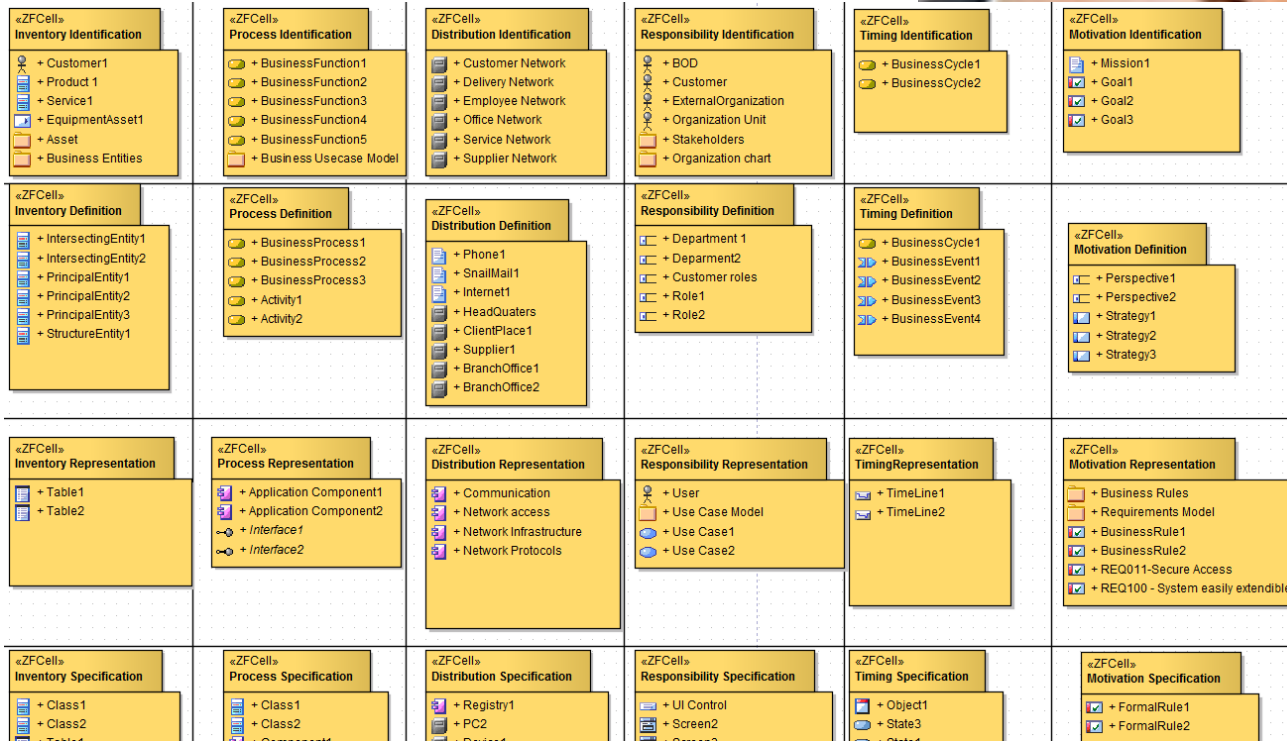 «ZFCell»
Inventory Identification
+ Customer1
+ Product 1
+ Service1
+ EquipmentAsset1
+ Asset
+ Business Entities
«ZFCell»
Process Identification
+ BusinessFunction1
+ BusinessFunction2
+ BusinessFunction3
+ BusinessFunction4
+ BusinessFunction5
+ Business Usecase Model
«ZFCell»
Distribution Identification
+ Customer Network
+ Delivery Network
+ Employee Network
+ Office Network
+ Service Network
+ Supplier Network
«ZFCell»
Responsibility Identification
+ BOD
+ Customer
+ ExternalOrganization
+ Organization Unit
+ Stakeholders
+ Organization chart
«ZFCell»
Timing Identification
+ BusinessCycle1
+ BusinessCycle2
«ZFCell»
Motivation Identification
+ Mission1
+ Goal1
+ Goal2
+ Goal3
«ZFCell»
Inventory Definition
+ IntersectingEntity1
+ IntersectingEntity2
+ PrincipalEntity1
+ PrincipalEntity2
+ PrincipalEntity3
+ StructureEntity1
«ZFCell»
Process Definition
+ BusinessProcess1
+ BusinessProcess2
+ BusinessProcess3
+ Activity1
+ Activity2
«ZFCell»
Distribution Definition
+ Phone1
+ SnailMail1
+ Internet1
+ HeadQuaters
+ ClientPlace1
+ Supplier1
+ BranchOffice1
+ BranchOffice2
«ZFCell»
Responsibility Definition
+ Department 1
+ Deparment2
+ Customer roles
+ Role1
+ Role2
«ZFCell»
Timing Definition
+ BusinessCycle1
+ BusinessEvent1
+ BusinessEvent2
+ BusinessEvent3
+ BusinessEvent4
«ZFCell»
Motivation Definition
+ Perspective1
+ Perspective2
+ Strategy1
+ Strategy2
+ Strategy3
«ZFCell»
Inventory Representation
+ Table1
+ Table2
«ZFCell»
Process Representation
+ Application Component1
+ Application Component2
+ Interface1
+ Interface2
«ZFCell»
Distribution Representation
+ Communication
+ Network access
+ Network Infrastructure
+ Network Protocols
«ZFCell»
Responsibility Representation
+ User
+ Use Case Model
+ Use Case1
+ Use Case2
«ZFCell»
TimingRepresentation
+ TimeLine1
+ TimeLine2
«ZFCell»
Motivation Representation
+ Business Rules
+ Requirements Model
+ BusinessRule1
+ BusinessRule2
+ REQ011-Secure Access
+ REQ100 - System easily extendible
«ZFCell»
Inventory Specification
+ Class1
+ Class2
+ Table1
«ZFCell»
Process Specification
+ Class1
+ Class2
+ Component1
«ZFCell»
Distribution Specification
+ Registry1
+ PC2
+ Device1
«ZFCell»
Responsibility Specification
+ UI Control
+ Screen2
+ Screen3
«ZFCell»
Timing Specification
+ Object1
+ State3
+ State1
«ZFCell»
Motivation Specification
+ FormalRule1
+ FormalRule2